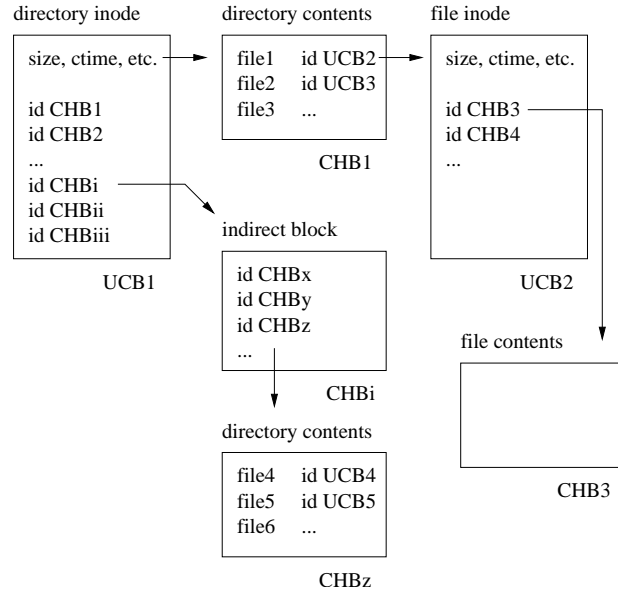 directory inode
size, ctime, etc.
id CHB1
id CHB2
...
id CHBi
id CHBii
id CHBiii
UCB1
directory contents
file1 id UCB2
file2 id UCB3
file3 ...
CHB1
file inode
size, ctime, etc.
id CHB3
id CHB4
...
UCB2
indirect block
id CHBx
id CHBy
id CHBz
...
CHBi
file contents
CHB3
directory contents
file4 id UCB4
file5 id UCB5
file6 ...
CHBz